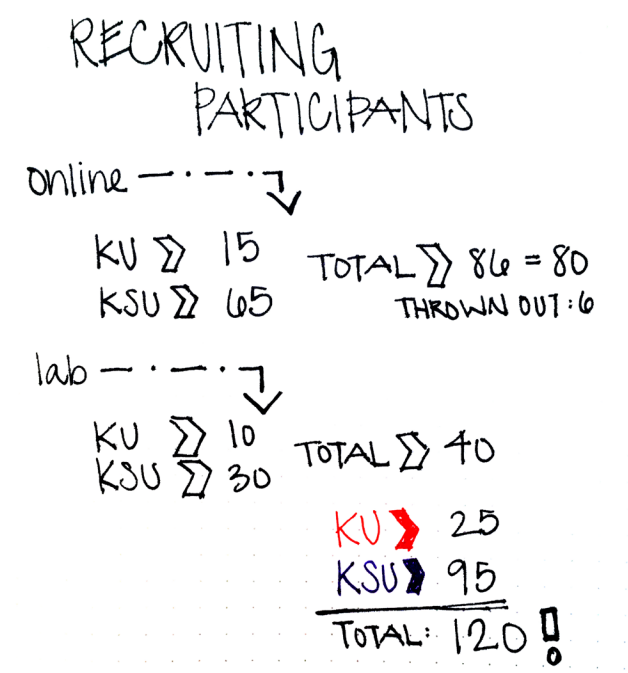 RECRUITING
PARTICIPANTS
online
KU 15
KSU 65
TOTAL 86 = 80
THROWN OUT: 6
lab
KU 10
KSU 30
TOTAL 40
KU 25
KSU 95
TOTAL: 120!